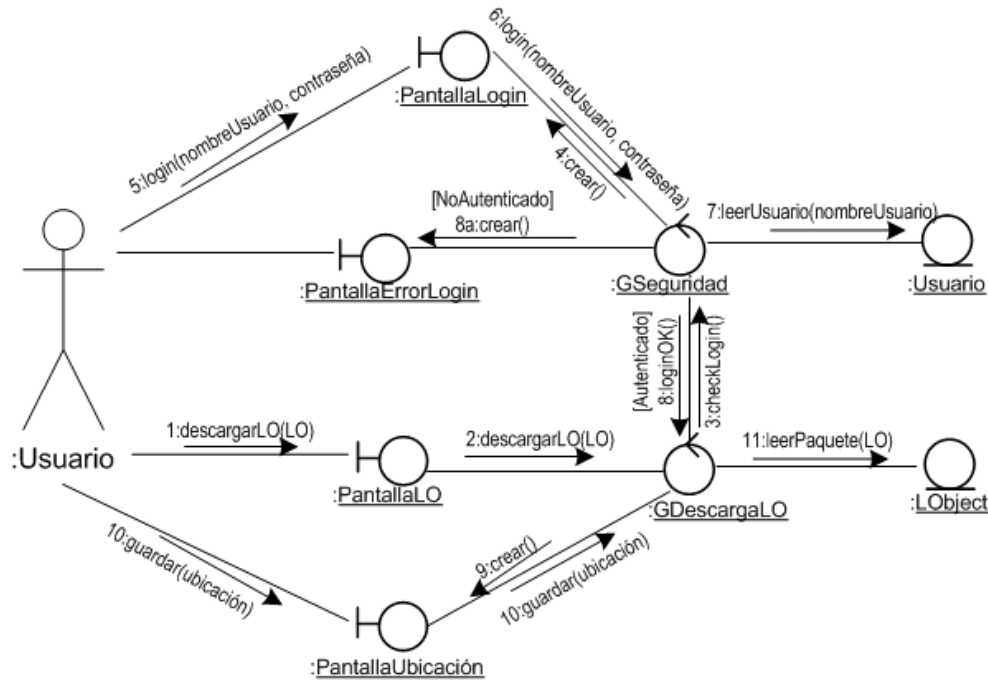 6:login(nombreUsuario, contraseña)
:PantallaLogin
5:login(nombreUsuario, contraseña)
4:crear()
[NoAutenticado]
8a:crear()
7:leerUsuario(nombreUsuario)
:PantallaErrorLogin
:GSeguridad
:Usuario
[Autenticado]
8:loginOK()
3:checkLogin()
1:descargarLO(LO)
2:descargarLO(LO)
11:leerPaquete(LO)
:Usuario
:PantallaLO
:GDescargaLO
:LObject
10:guardar(ubicación)
9:crear()
10:guardar(ubicación)
:PantallaUbicación